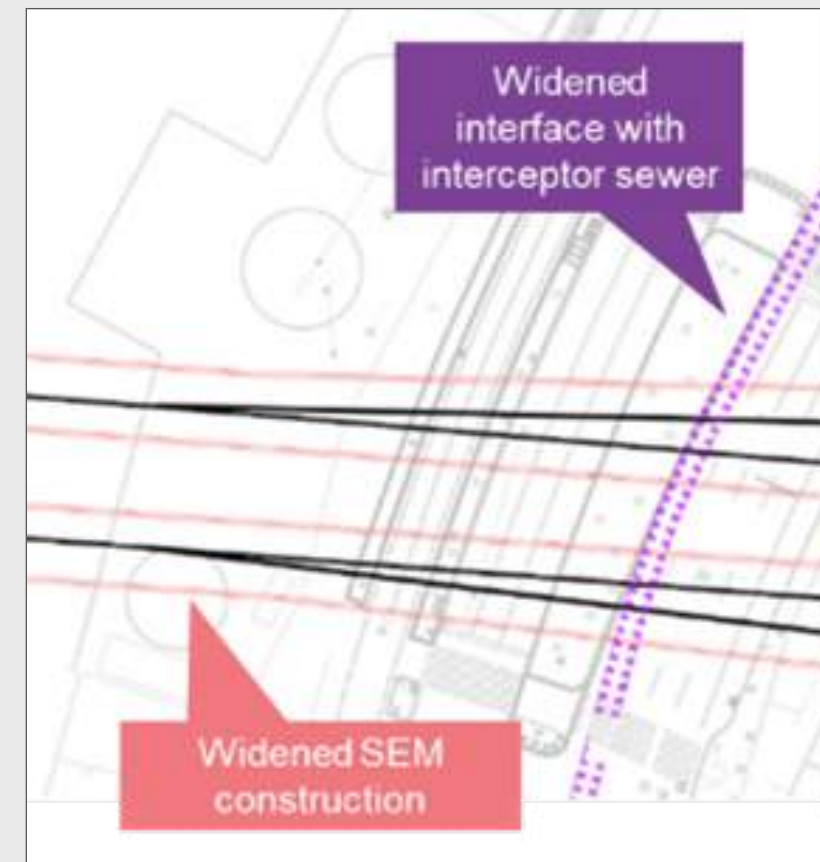 Widened
interface with
interceptor sewer
Widened SEM
construction